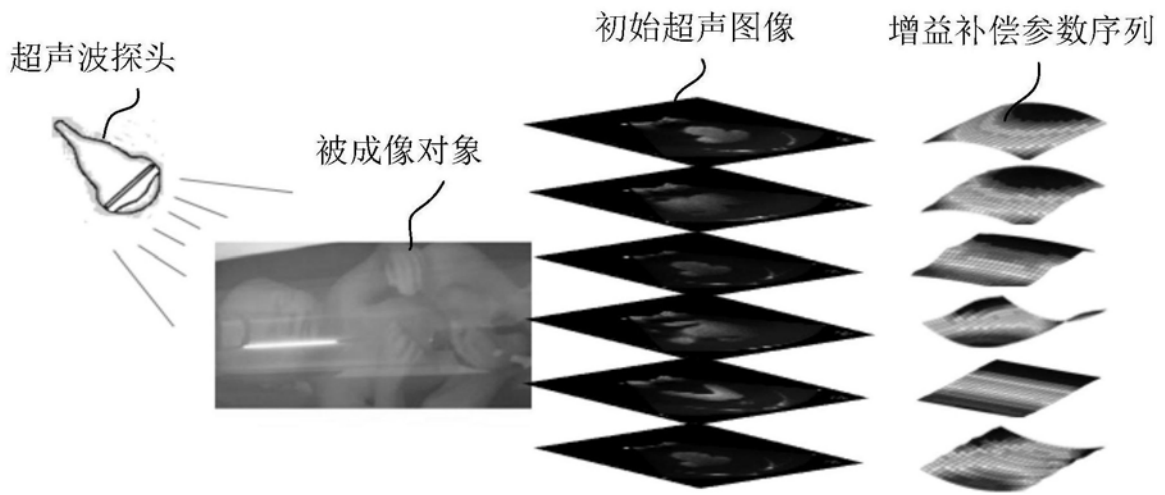 初始超声图像
增益补偿参数序列
超声波探头
被成像对象